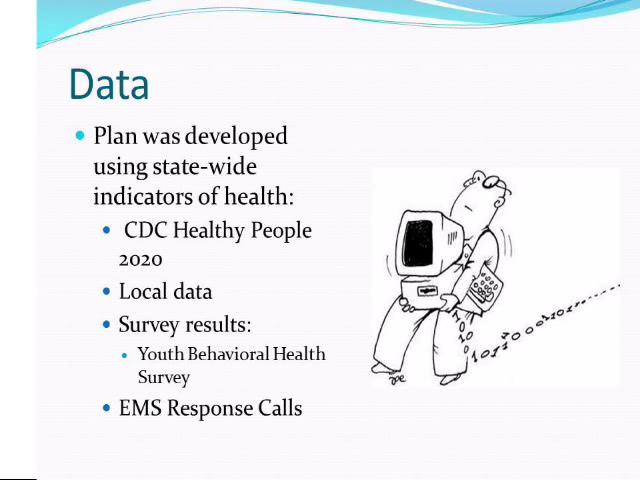 Data
Plan was developed
using state-wide
indicators of health:
CDC Healthy People
2020
Local data
Survey results:
Youth Behavioral Health
Survey
EMS Response Calls